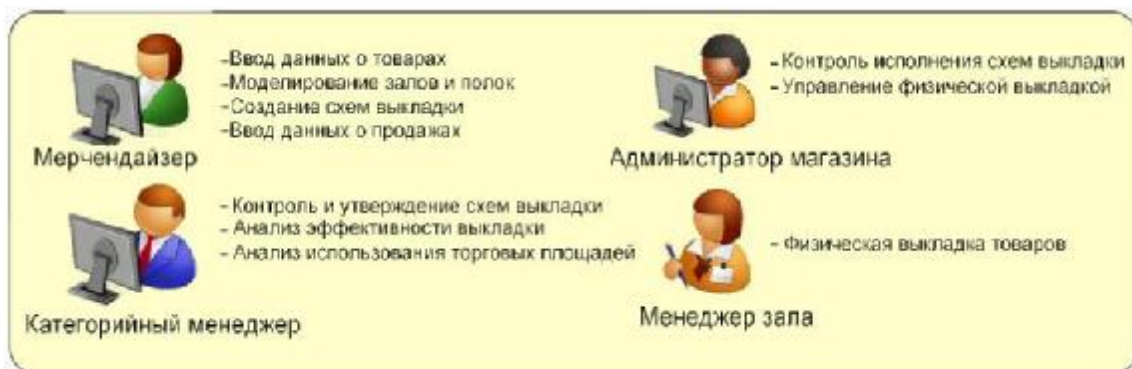 -Ввод данных о товарах
-Моделирование залов и полок
-Создание схем выкладки
-Ввод данных о продажах
Мерчендайзер
-Контроль исполнения схем выкладки
-Управление физической выкладкой
Администратор магазина
-Контроль и утверждение схем выкладки
-Анализ эффективности выкладки
-Анализ использования торговых площадей
Категорийный менеджер
-Физическая выкладка товаров
Менеджер зала